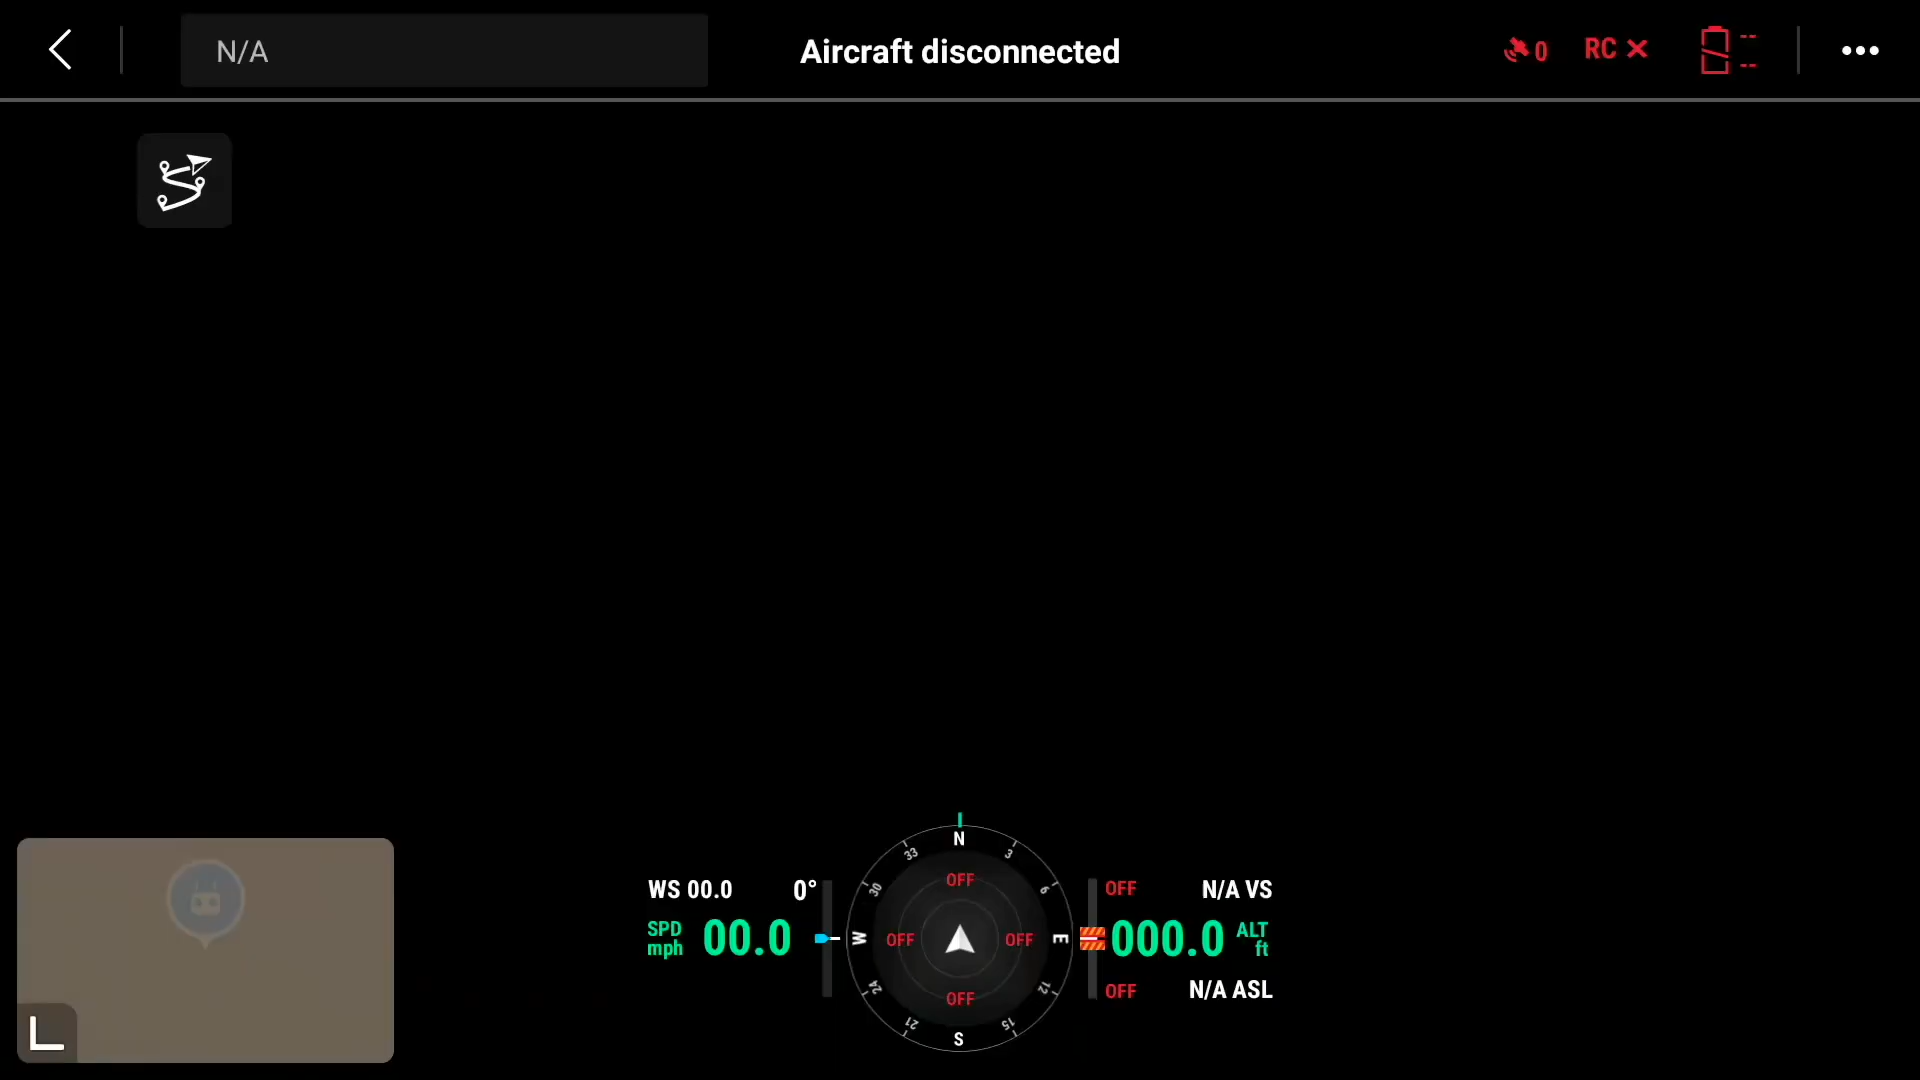 N/A
Aircraft disconnected
0
RC ✕
--
--
WS 00.0 0°
SPD
mph
00.0
N
3
6
E
12
15
S
21
24
W
30
33
OFF
OFF
OFF
OFF
OFF
N/A VS
000.0
ALT
ft
OFF
N/A ASL